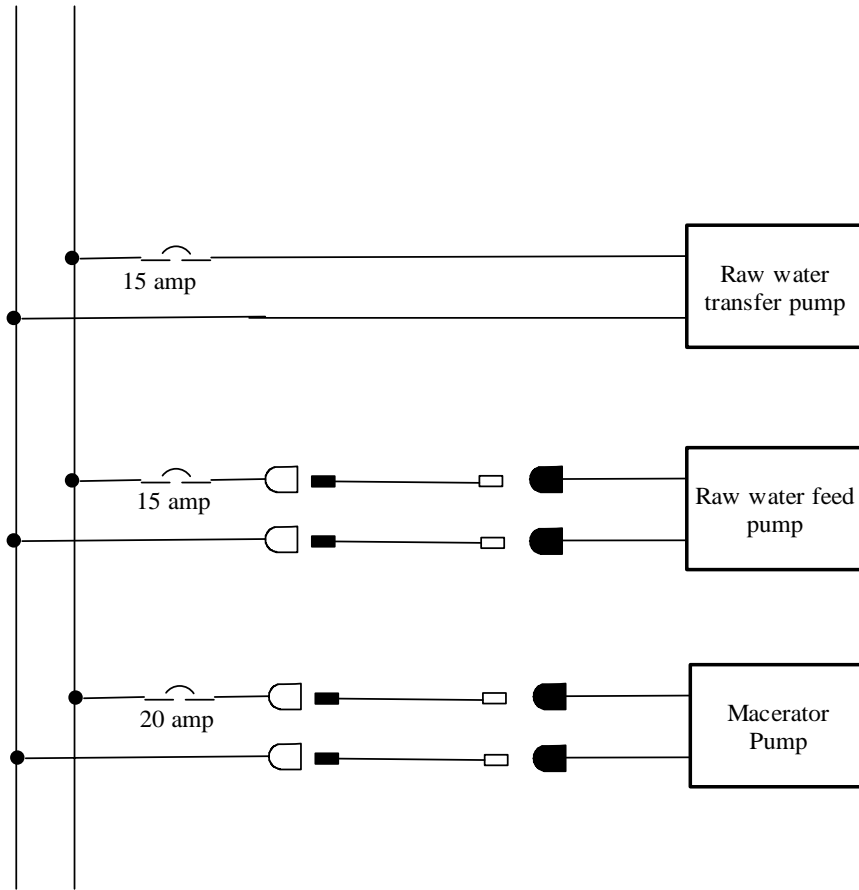 15 amp
Raw water
transfer pump
15 amp
Raw water feed
pump
20 amp
Macerator
Pump